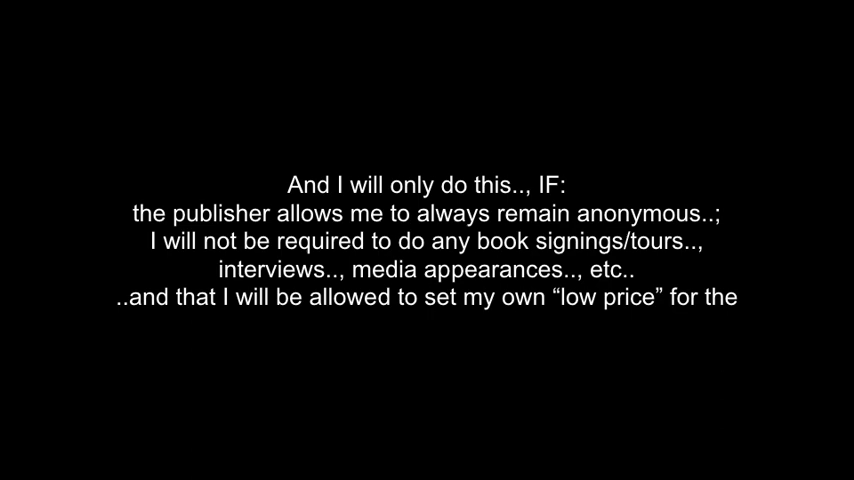 And I will only do this.., IF:
the publisher allows me to always remain anonymous..;
I will not be required to do any book signings/tours..,
interviews.., media appearances.., etc..
..and that I will be allowed to set my own “low price” for the